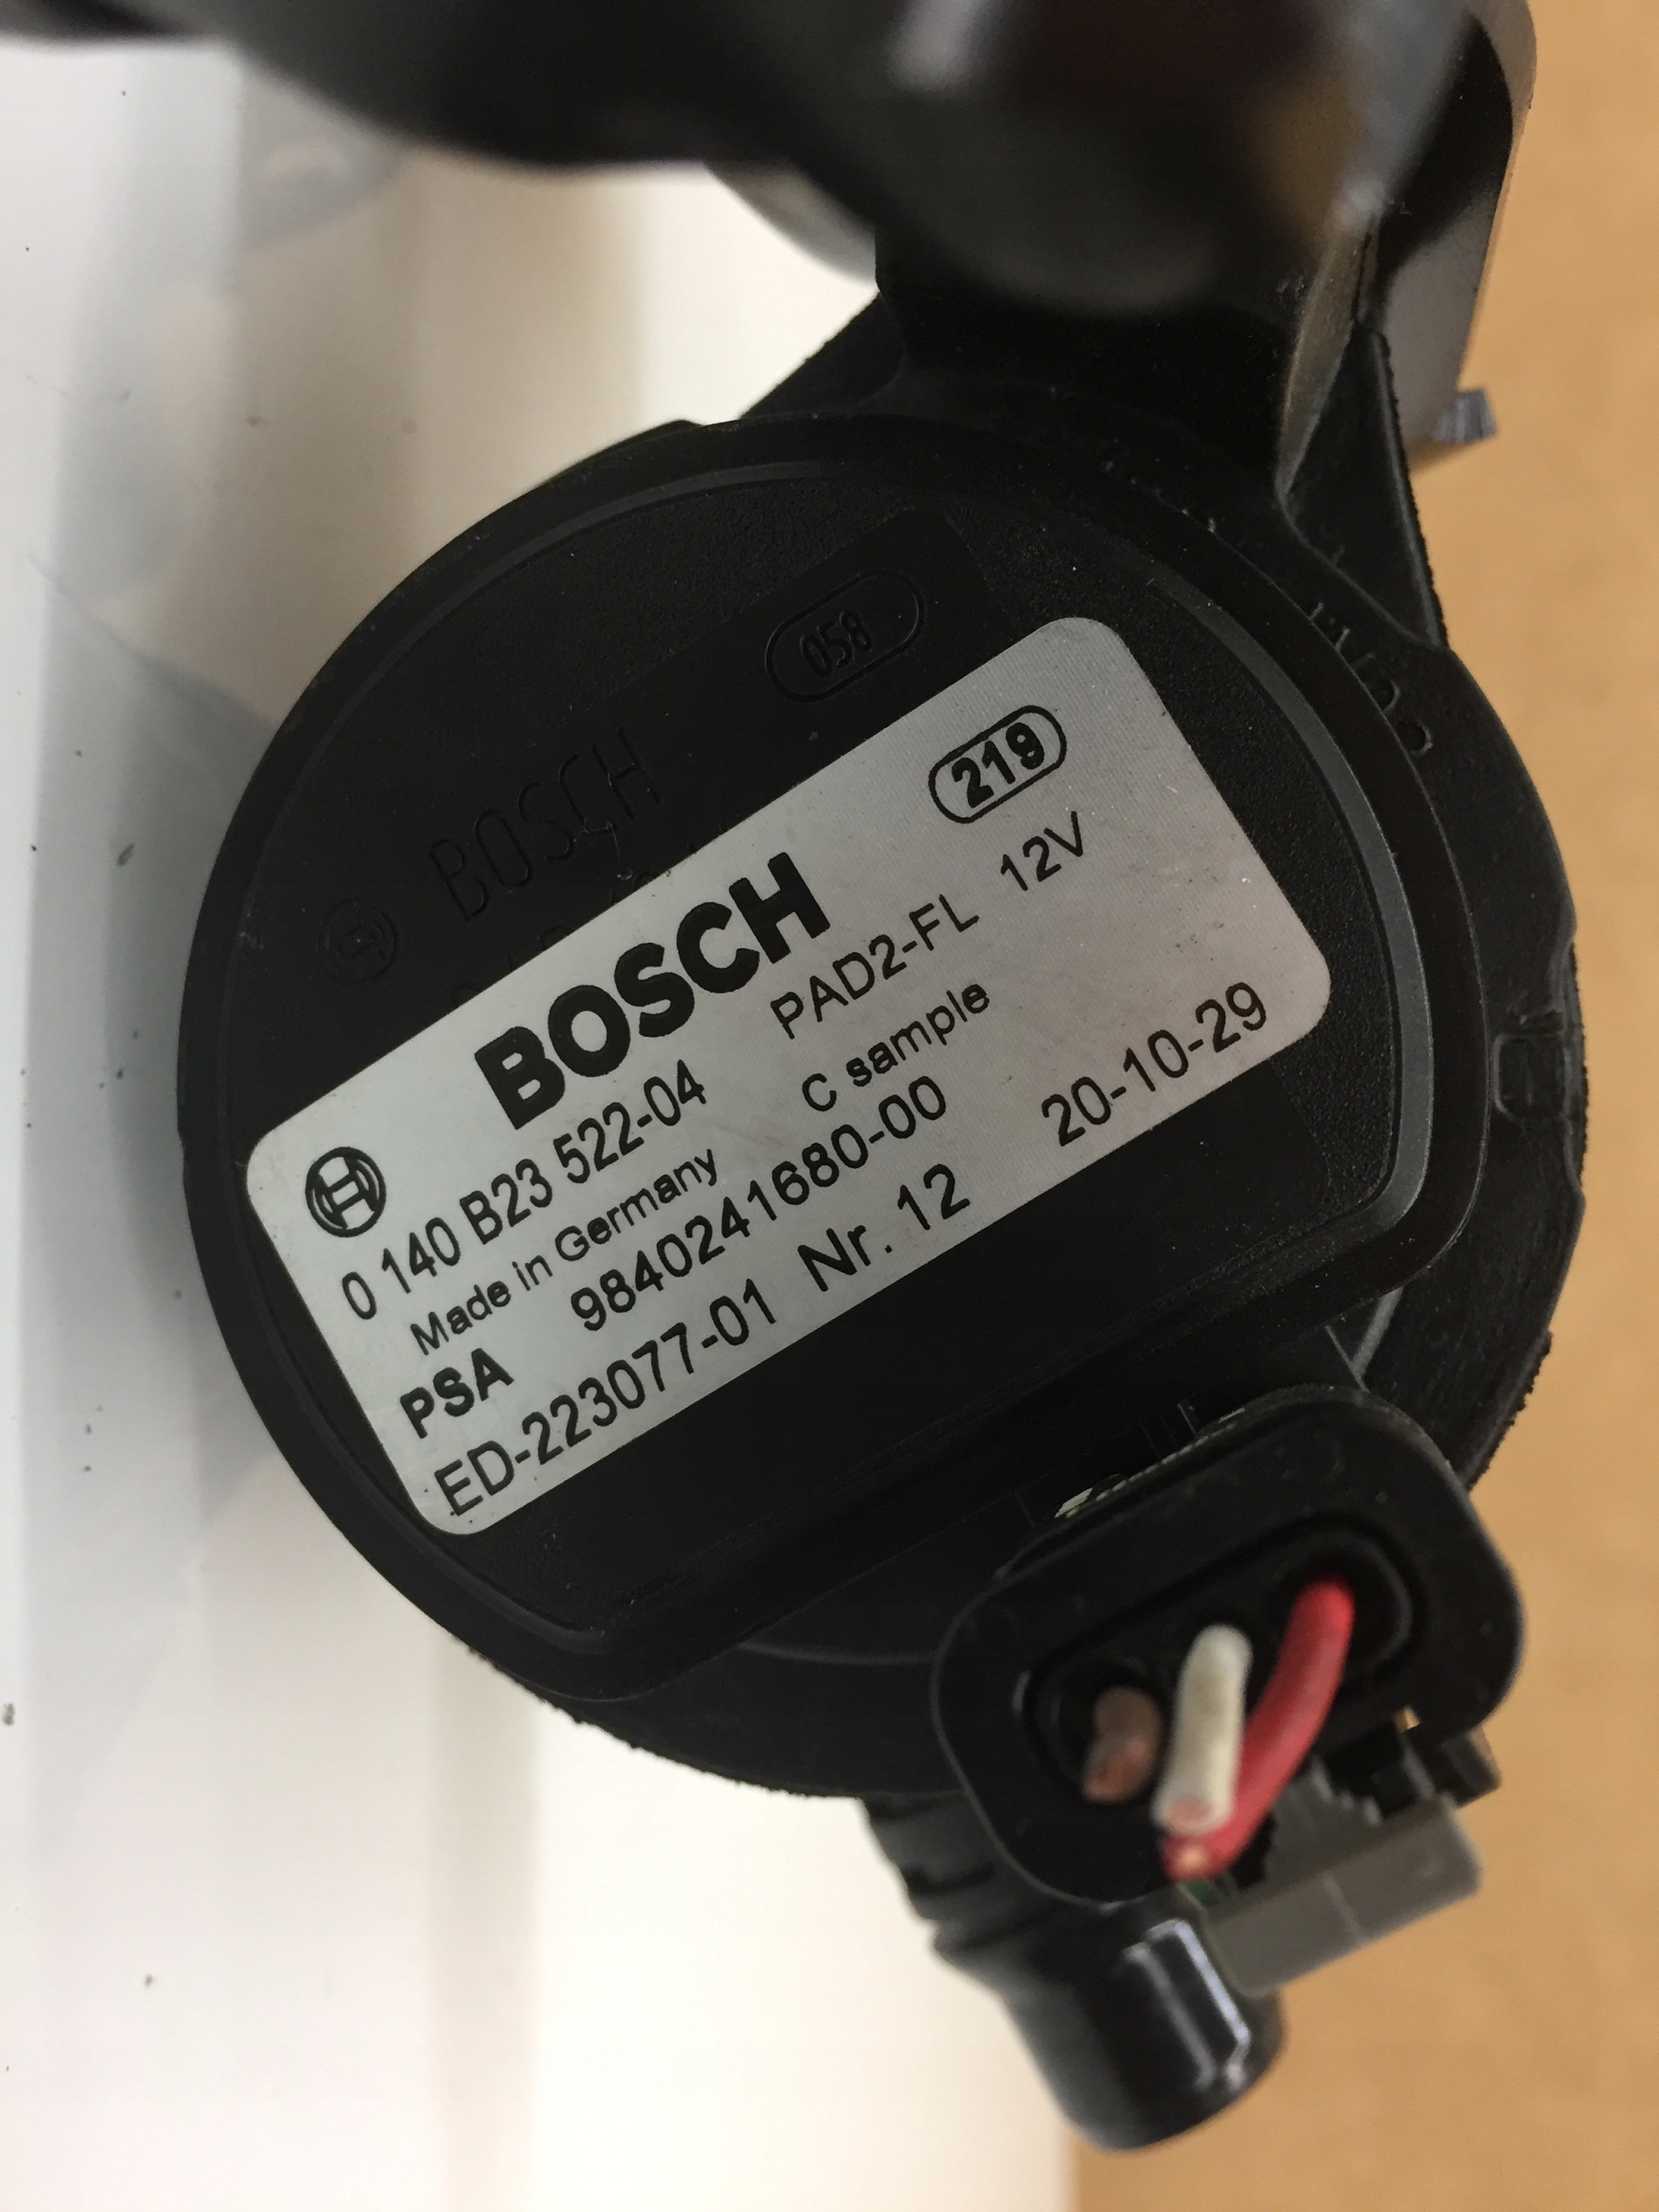 058
BOSCH
219
BOSCH
0 140 B23 522-04 PAD2-FL 12V
Made in Germany C sample
PSA 9840241680-00
ED-223077-01 Nr. 12 20-10-29